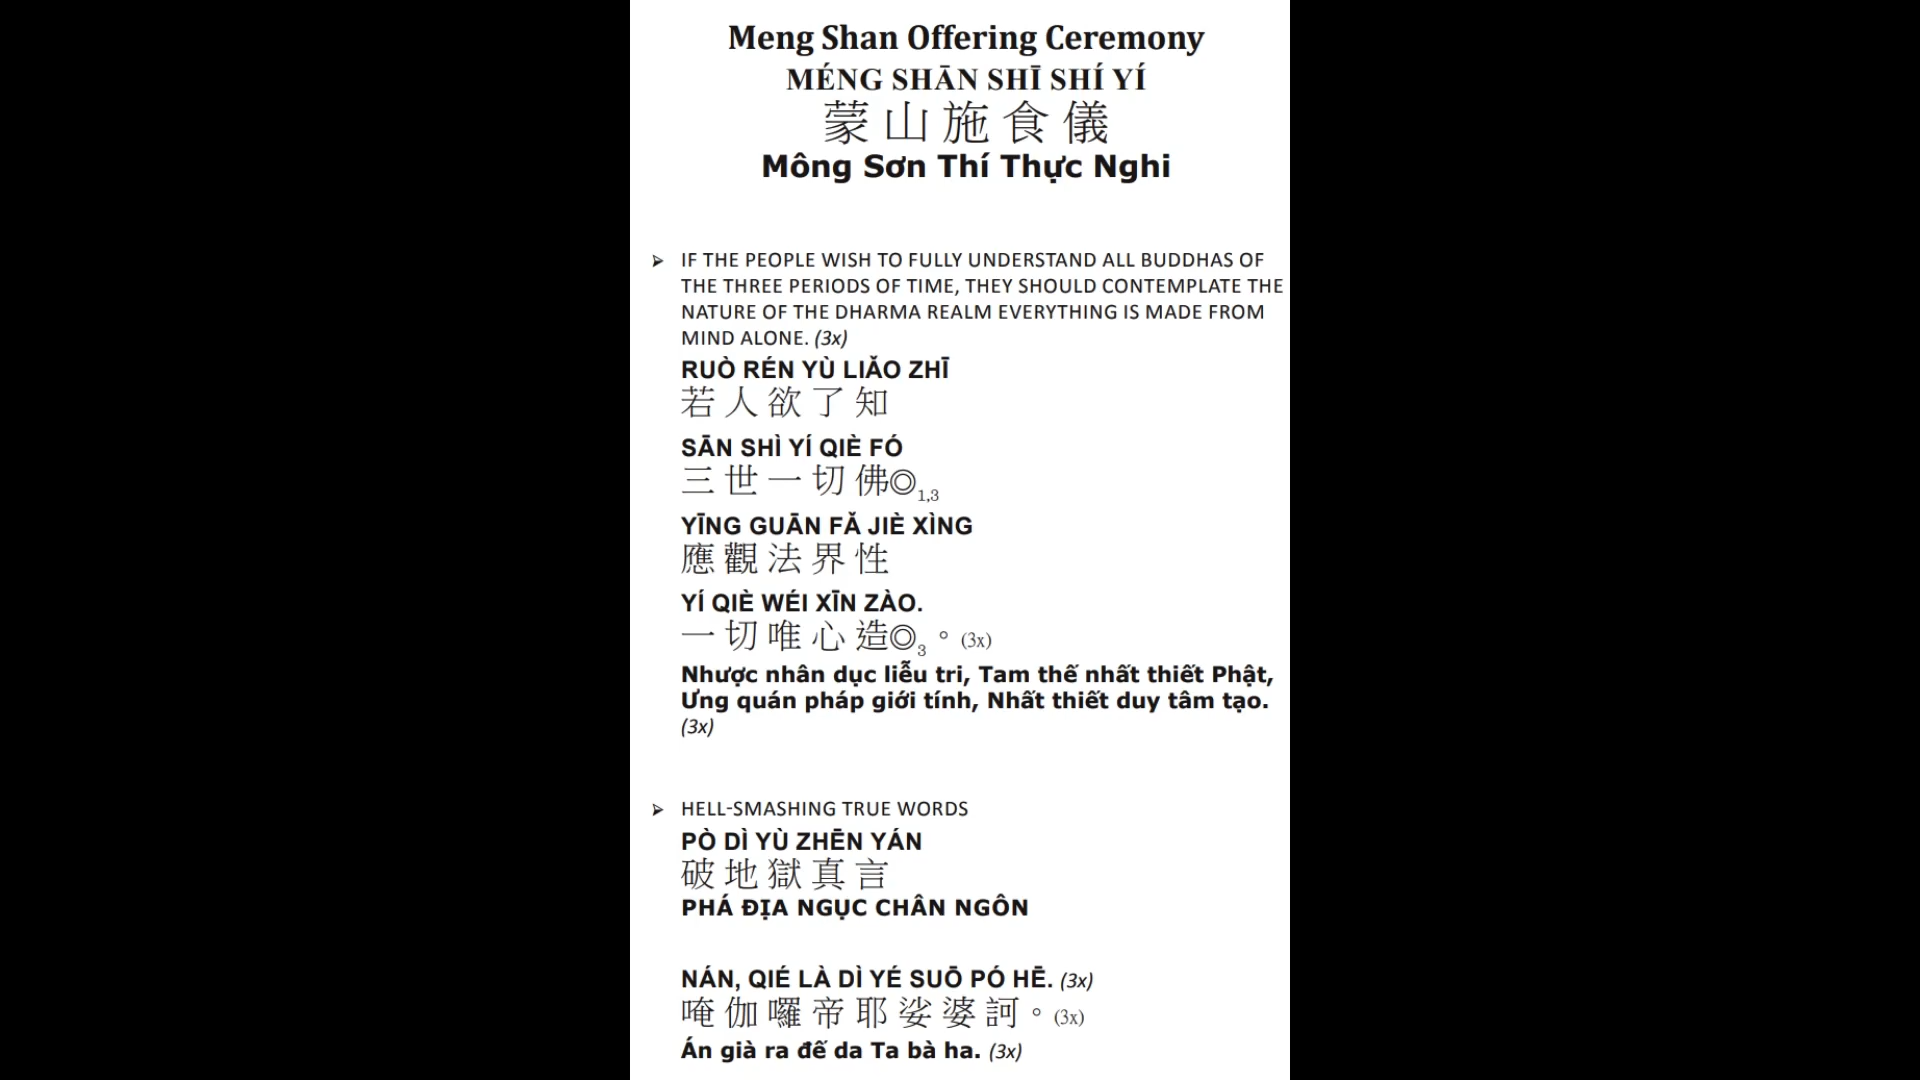 Meng Shan Offering Ceremony
MÉNG SHĀN SHĪ SHÍ YÍ
蒙山施食儀
Mông Sơn Thí Thực Nghi
➢ IF THE PEOPLE WISH TO FULLY UNDERSTAND ALL BUDDHAS OF
THE THREE PERIODS OF TIME, THEY SHOULD CONTEMPLATE THE
NATURE OF THE DHARMA REALM EVERYTHING IS MADE FROM
MIND ALONE. (3x)
RUÒ RÉN YÙ LIǍO ZHĪ
若人欲了知
SĀN SHÌ YÍ QIÈ FÓ
三世一切佛◎1,3
YĪNG GUĀN FǍ JIÈ XÌNG
應觀法界性
YÍ QIÈ WÉI XĪN ZÀO.
一切唯心造◎3。(3x)
Nhược nhân dục liễu tri, Tam thế nhất thiết Phật,
Ưng quán pháp giới tính, Nhất thiết duy tâm tạo.
(3x)
➢ HELL-SMASHING TRUE WORDS
PÒ DÌ YÙ ZHĒN YÁN
破地獄真言
PHÁ ĐỊA NGỤC CHÂN NGÔN
NÁN, QIÉ LÀ DÌ YÉ SUŌ PÓ HĒ. (3x)
唵伽囉帝耶娑婆訶。(3x)
Án già ra đế da Ta bà ha. (3x)